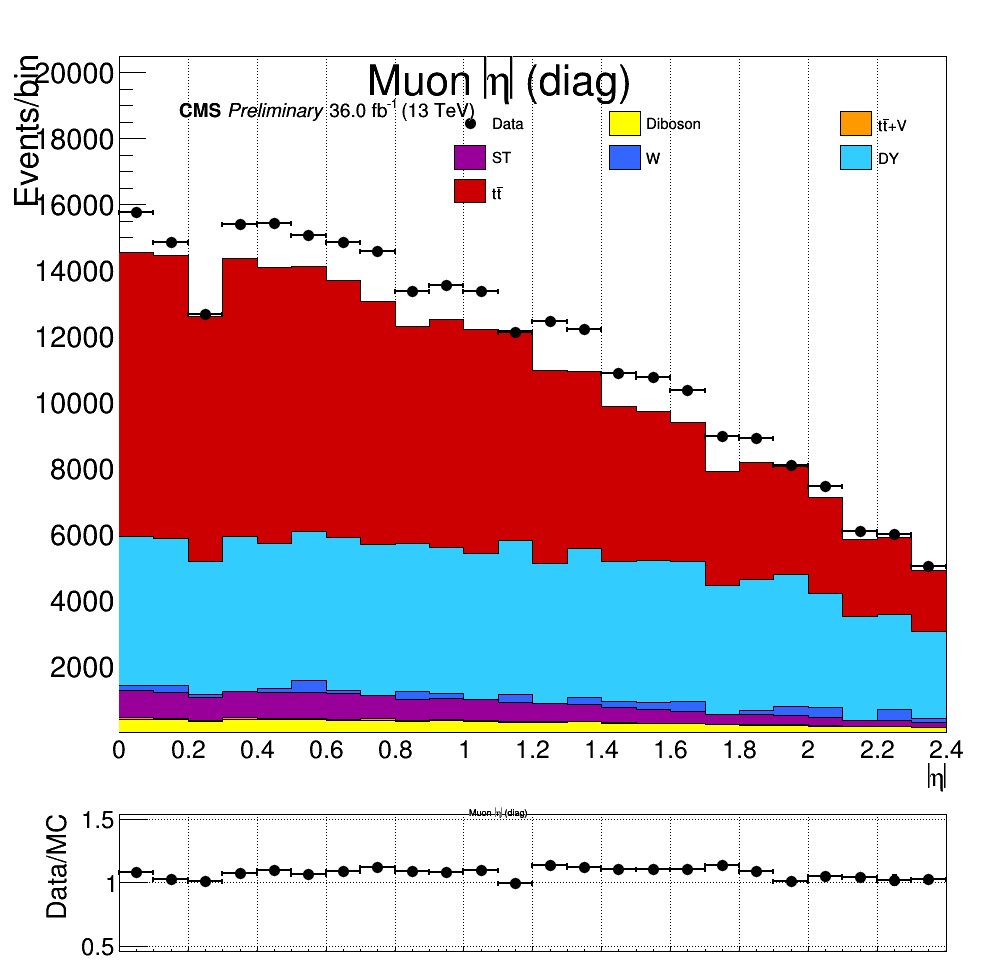 Muon |η| (diag)
CMS Preliminary 36.0 fb⁻¹ (13 TeV)
Events/bin
Data
Diboson
tt̄+V
ST
W
DY
tt̄
20000
18000
16000
14000
12000
10000
8000
6000
4000
2000
0 0.2 0.4 0.6 0.8 1 1.2 1.4 1.6 1.8 2 2.2 2.4
|η|
Muon |η| (diag)
Data/MC
1.5
1
0.5